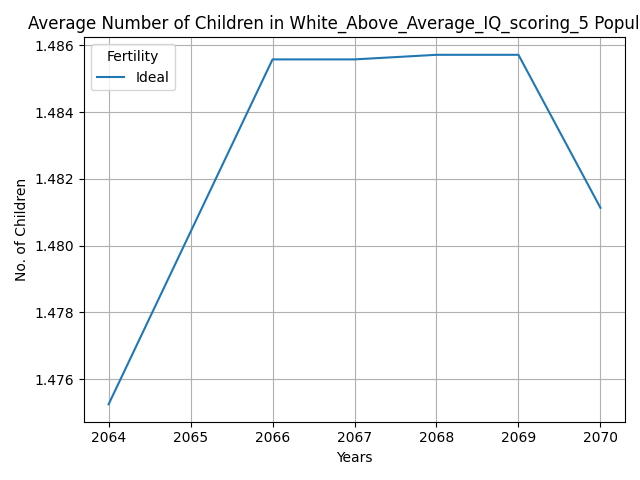 Average Number of Children in White_Above_Average_IQ_scoring_5 Popul
Fertility
Ideal
1.486
1.484
1.482
1.480
1.478
1.476
No. of Children
2064 2065 2066 2067 2068 2069 2070
Years